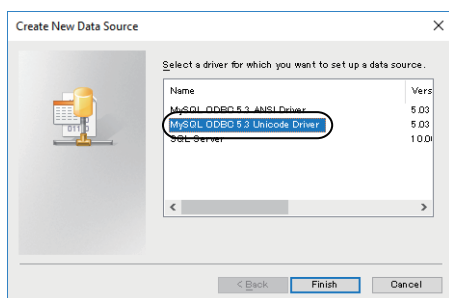 Create New Data Source
Select a driver for which you want to set up a data source.
Name Vers
MySQL ODBC 5.3 ANSI Driver 5.03
MySQL ODBC 5.3 Unicode Driver 5.03
SQL Server 10.0
< Back Finish Cancel